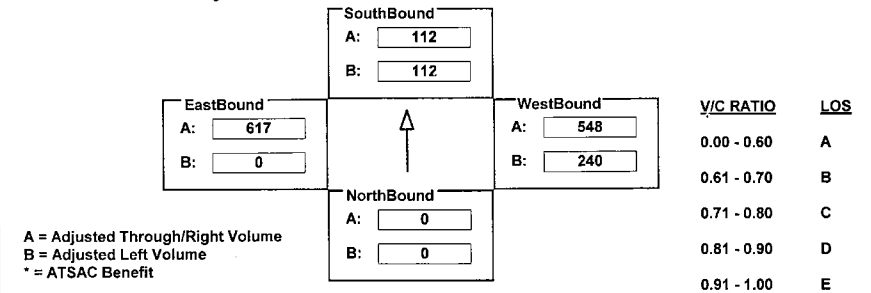 SouthBound
A: 112
B: 112
EastBound
A: 617
B: 0
WestBound
A: 548
B: 240
NorthBound
A: 0
B: 0
A = Adjusted Through/Right Volume
B = Adjusted Left Volume
* = ATSAC Benefit
V/C RATIO LOS
0.00 - 0.60 A
0.61 - 0.70 B
0.71 - 0.80 C
0.81 - 0.90 D
0.91 - 1.00 E